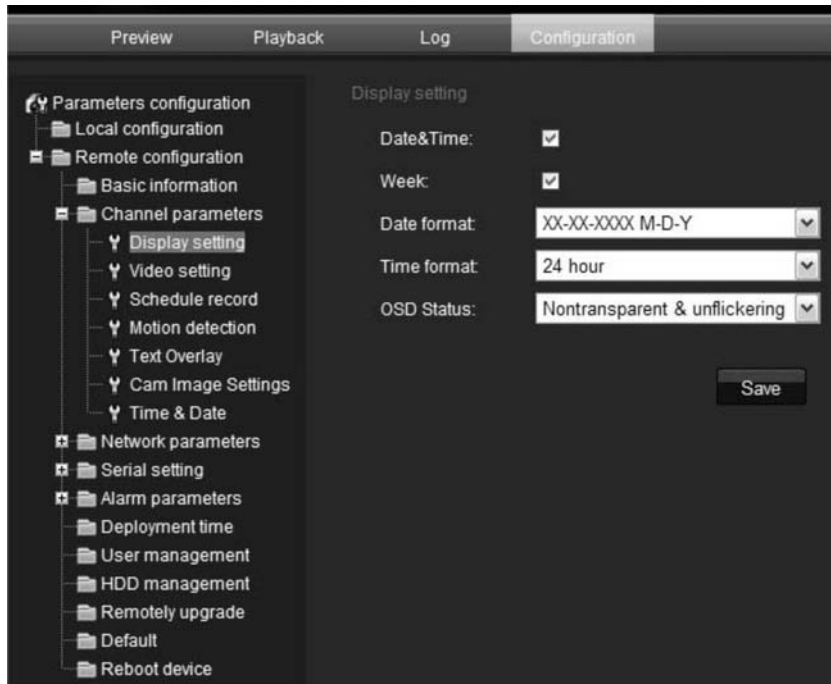 Preview Playback Log Configuration
Parameters configuration
Local configuration
Remote configuration
Basic information
Channel parameters
Display setting
Video setting
Schedule record
Motion detection
Text Overlay
Cam Image Settings
Time & Date
Network parameters
Serial setting
Alarm parameters
Deployment time
User management
HDD management
Remotely upgrade
Default
Reboot device
Display setting
Date&Time:
Week:
Date format: XX-XX-XXXX M-D-Y
Time format: 24 hour
OSD Status: Nontransparent & unflickering
Save